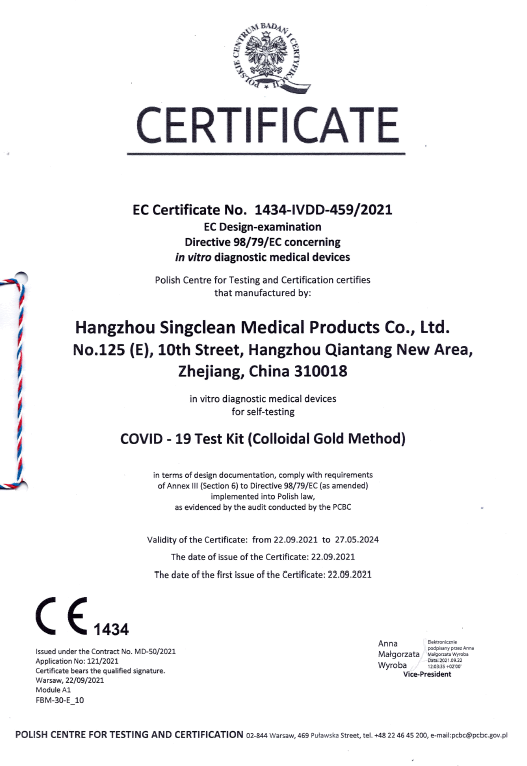 POLSKIE CENTRUM BADAŃ I CERTYFIKACJI
CERTIFICATE
EC Certificate No. 1434-IVDD-459/2021
EC Design-examination
Directive 98/79/EC concerning
in vitro diagnostic medical devices
Polish Centre for Testing and Certification certifies
that manufactured by:
Hangzhou Singclean Medical Products Co., Ltd.
No.125 (E), 10th Street, Hangzhou Qiantang New Area,
Zhejiang, China 310018
in vitro diagnostic medical devices
for self-testing
COVID - 19 Test Kit (Colloidal Gold Method)
in terms of design documentation, comply with requirements
of Annex III (Section 6) to Directive 98/79/EC (as amended)
implemented into Polish law,
as evidenced by the audit conducted by the PCBC
Validity of the Certificate: from 22.09.2021 to 27.05.2024
The date of issue of the Certificate: 22.09.2021
The date of the first issue of the Certificate: 22.09.2021
CE 1434
Issued under the Contract No. MD-50/2021
Application No: 121/2021
Certificate bears the qualified signature.
Warsaw, 22/09/2021
Module A1
FBM-30-E_10
Anna
Małgorzata
Wyroba
Elektronicznie
podpisany przez Anna
Małgorzata Wyroba
Data: 2021.09.22
12:03:35 +02'00'
Vice-President
POLISH CENTRE FOR TESTING AND CERTIFICATION 02-844 Warsaw, 469 Puławska Street, tel. +48 22 46 45 200, e-mail:pcbc@pcbc.gov.pl